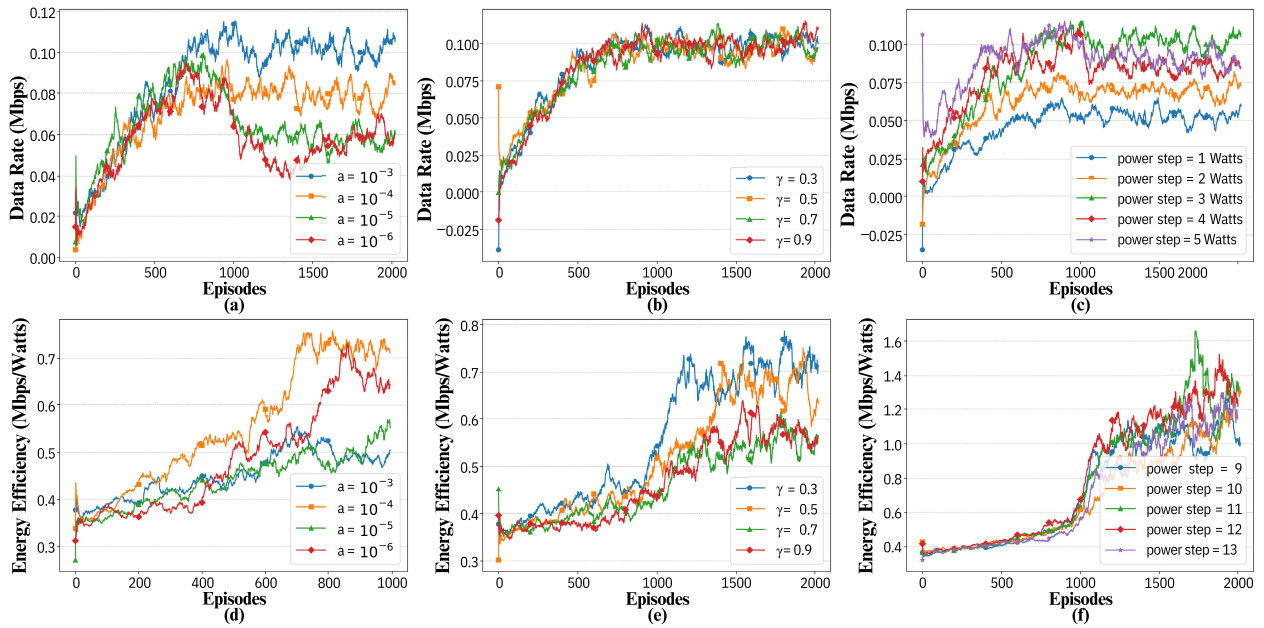 Data Rate (Mbps)
0.12
0.10
0.08
0.06
0.04
0.02
0.00
a = 10⁻³
a = 10⁻⁴
a = 10⁻⁵
a = 10⁻⁶
0 500 1000 1500 2000
Episodes
(a)
Data Rate (Mbps)
0.100
0.075
0.050
0.025
0.000
−0.025
γ = 0.3
γ = 0.5
γ = 0.7
γ = 0.9
0 500 1000 1500 2000
Episodes
(b)
Data Rate (Mbps)
0.100
0.075
0.050
0.025
0.000
−0.025
power step = 1 Watts
power step = 2 Watts
power step = 3 Watts
power step = 4 Watts
power step = 5 Watts
0 500 1000 1500 2000
Episodes
(c)
Energy Efficiency (Mbps/Watts)
0.7
0.6
0.5
0.4
0.3
a = 10⁻³
a = 10⁻⁴
a = 10⁻⁵
a = 10⁻⁶
0 200 400 600 800 1000
Episodes
(d)
Energy Efficiency (Mbps/Watts)
0.8
0.7
0.6
0.5
0.4
0.3
γ = 0.3
γ = 0.5
γ = 0.7
γ = 0.9
0 500 1000 1500 2000
Episodes
(e)
Energy Efficiency (Mbps/Watts)
1.6
1.4
1.2
1.0
0.8
0.6
0.4
power step = 9
power step = 10
power step = 11
power step = 12
power step = 13
0 500 1000 1500 2000
Episodes
(f)